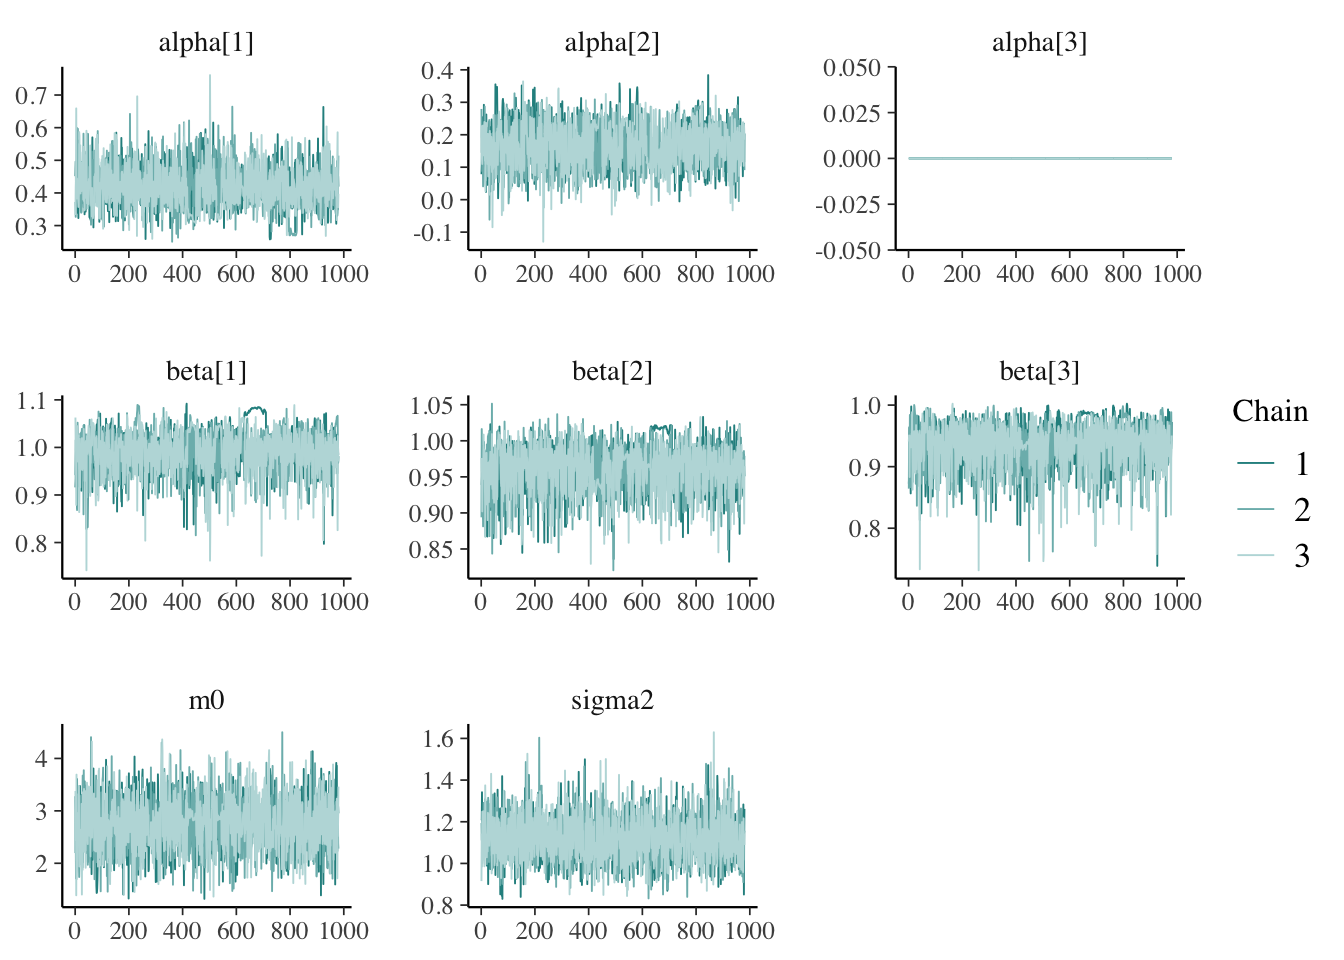 alpha[1] alpha[2] alpha[3]
0.7 0.6 0.5 0.4 0.3
0 200 400 600 800 1000
0.4 0.3 0.2 0.1 0.0 -0.1
0 200 400 600 800 1000
0.050 0.025 0.000 -0.025 -0.050
0 200 400 600 800 1000
beta[1] beta[2] beta[3]
1.1 1.0 0.9 0.8
0 200 400 600 800 1000
1.05 1.00 0.95 0.90 0.85
0 200 400 600 800 1000
1.0 0.9 0.8
0 200 400 600 800 1000
Chain
1
2
3
m0 sigma2
4 3 2
0 200 400 600 800 1000
1.6 1.4 1.2 1.0 0.8
0 200 400 600 800 1000